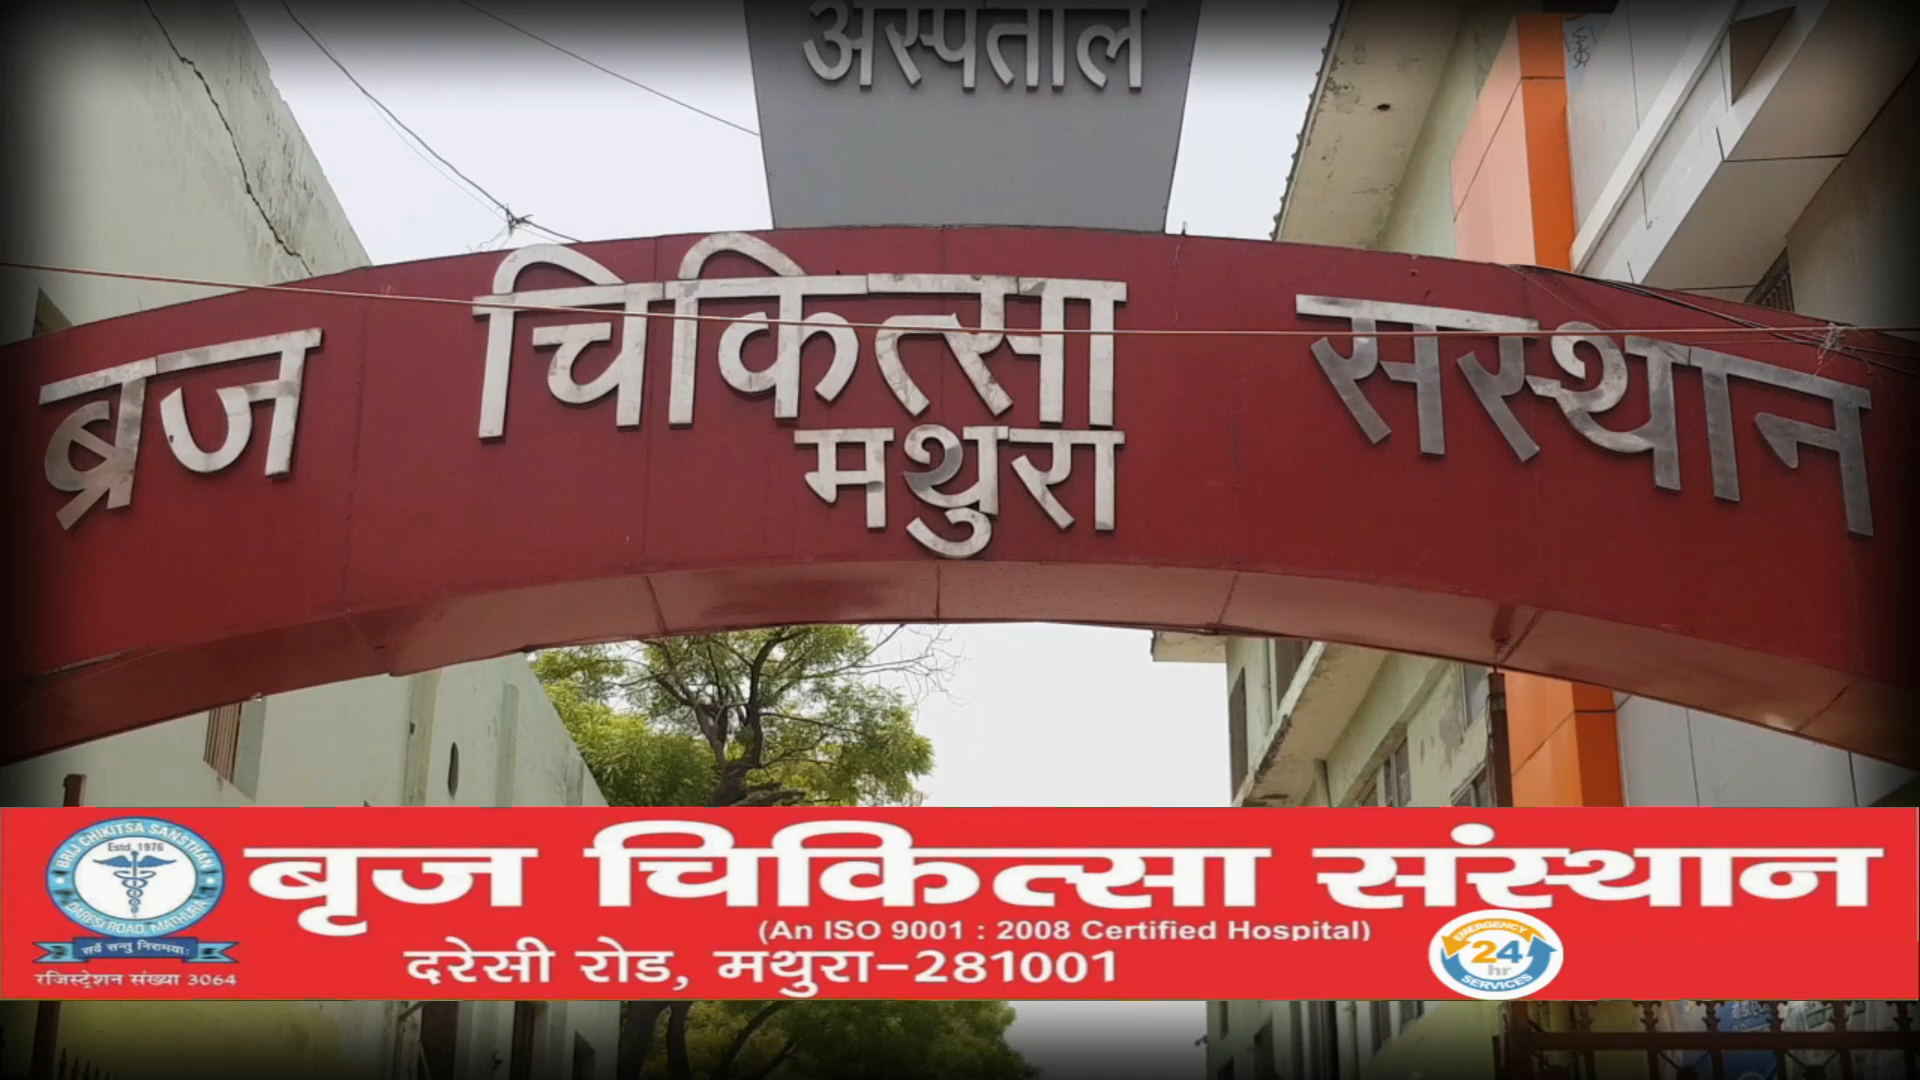 अस्पताल
ब्रज चिकित्सा सस्थान
मथुरा
BRIJ CHIKITSA SANSTHAN
Estd. 1976
DARESI ROAD, MATHURA
सर्वे सन्तु निरामयाः
रजिस्ट्रेशन संख्या 3064
बृज चिकित्सा संस्थान
(An ISO 9001 : 2008 Certified Hospital)
दरेसी रोड, मथुरा-281001
EMERGENCY
24
hr
SERVICES